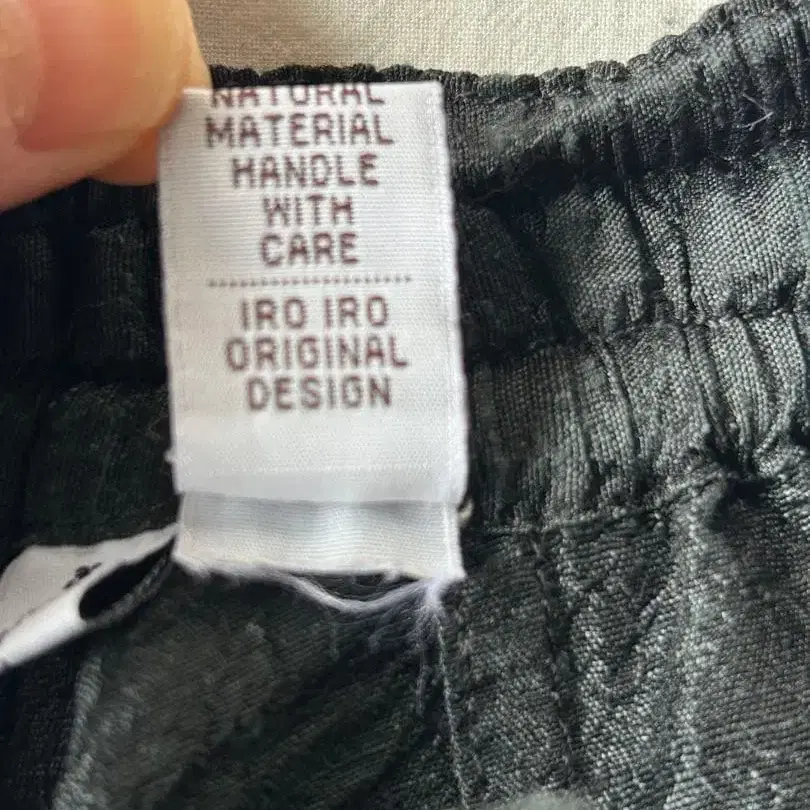 NATURAL
MATERIAL
HANDLE
WITH
CARE
IRO IRO
ORIGINAL
DESIGN